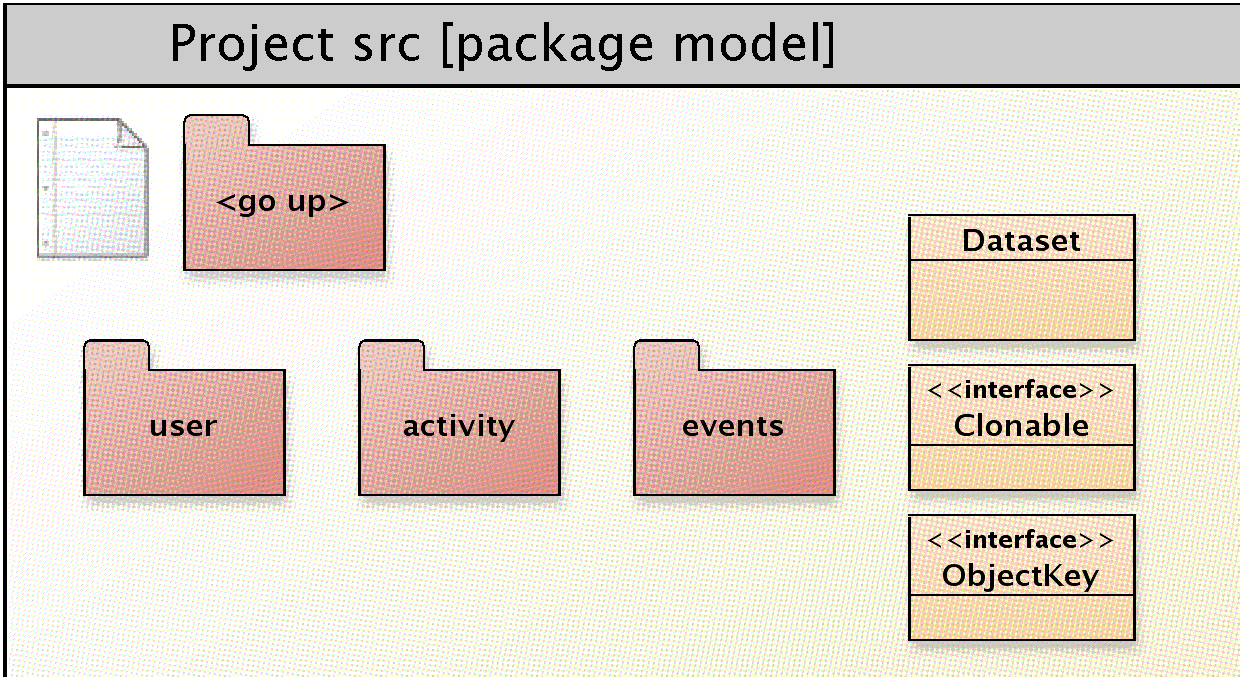 Project src [package model]
<go up>
Dataset
user
activity
events
<<interface>>
Clonable
<<interface>>
ObjectKey